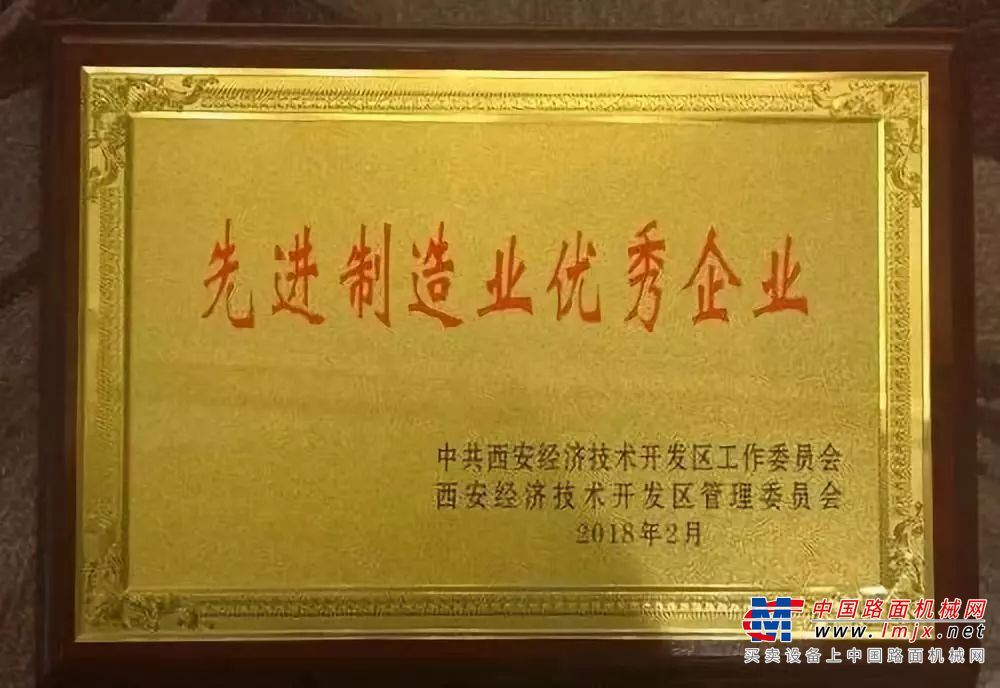 先进制造业优秀企业
中共西安经济技术开发区工作委员会
西安经济技术开发区管理委员会
2018年2月
中国路面机械网
www.lmjx.net
买卖设备上中国路面机械网